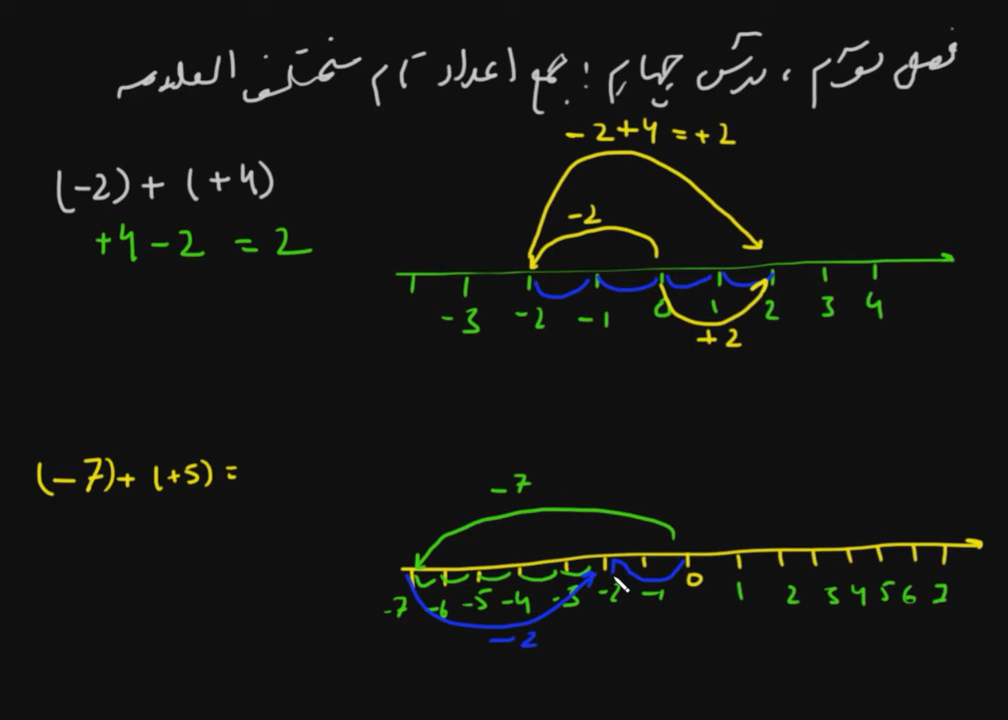 فصل سوم ، درس چهارم : جمع اعداد تام مختلف العلامه
-2+4=+2
(-2)+(+4)
+4-2=2
-2
-3 -2 -1 0 1 2 3 4
+2
(-7)+(+5)=
-7
-7 -6 -5 -4 -3 -2 -1 0 1 2 3 4 5 6 7
-2